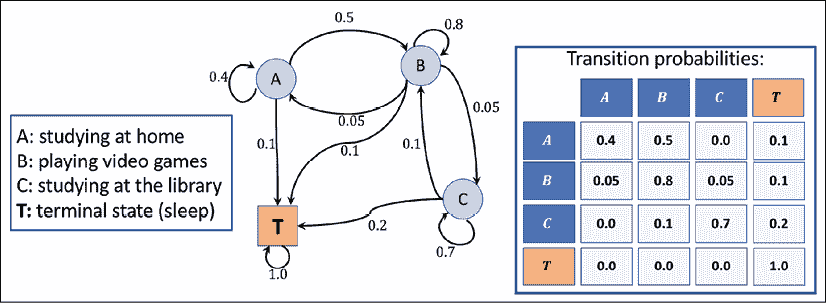 0.5
0.8
A
B
0.4
0.05
0.05
0.1
0.1
0.1
T
0.2
C
1.0
0.7
A: studying at home
B: playing video games
C: studying at the library
T: terminal state (sleep)
Transition probabilities:
A B C T
A 0.4 0.5 0.0 0.1
B 0.05 0.8 0.05 0.1
C 0.0 0.1 0.7 0.2
T 0.0 0.0 0.0 1.0